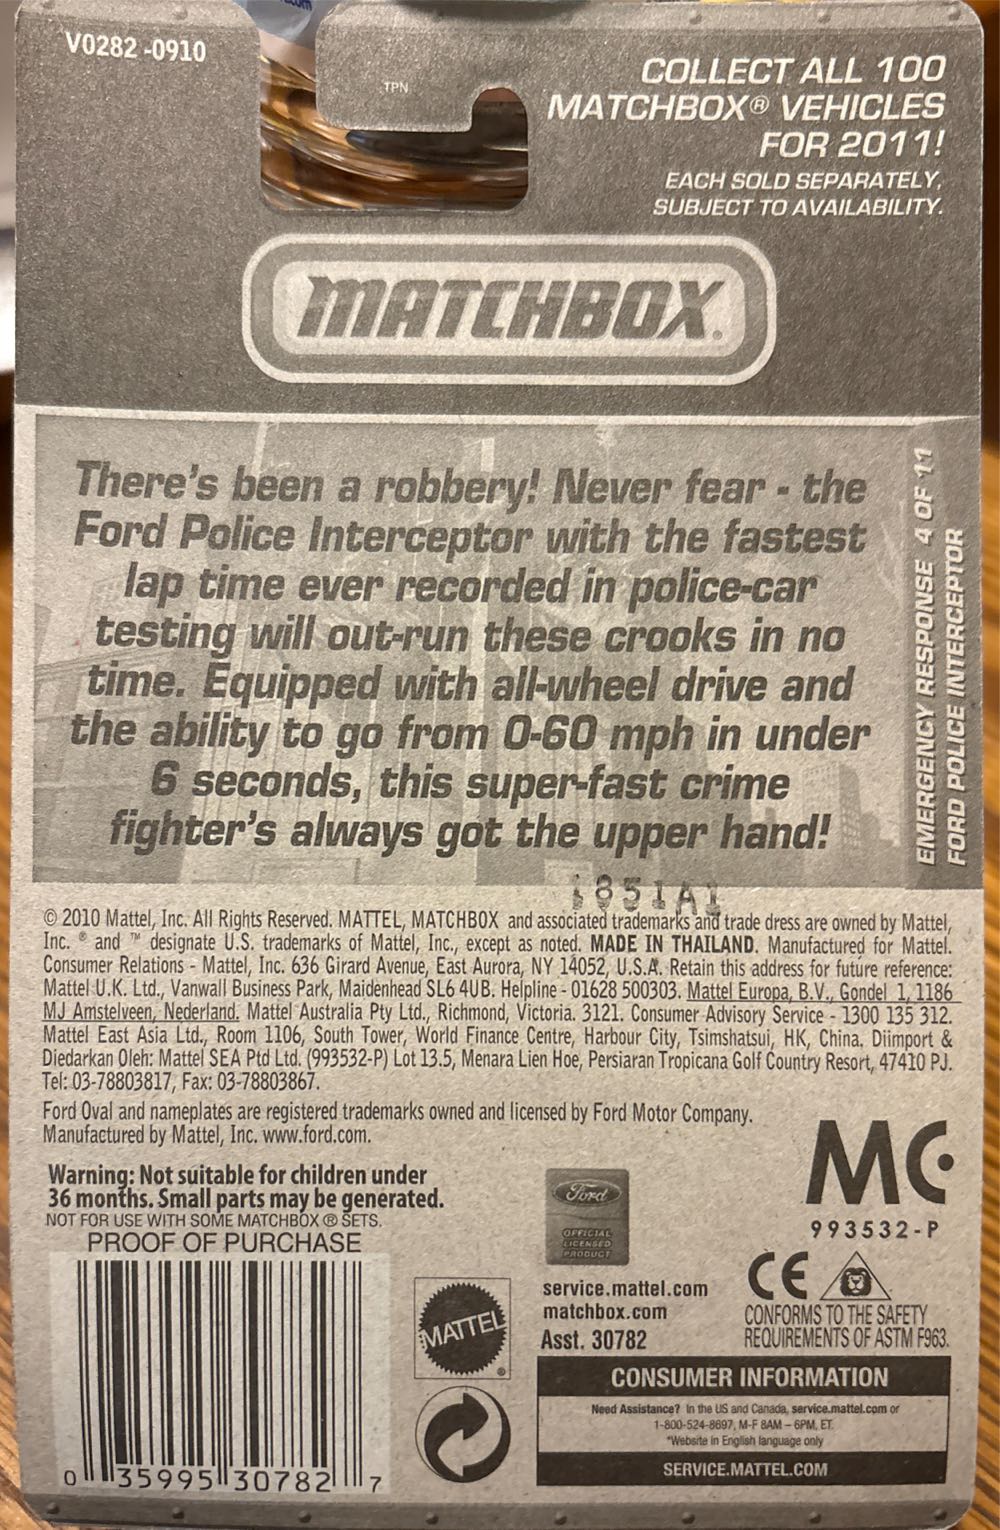 V0282 -0910
TPN
COLLECT ALL 100
MATCHBOX® VEHICLES
FOR 2011!
EACH SOLD SEPARATELY,
SUBJECT TO AVAILABILITY.
MATCHBOX®
There's been a robbery! Never fear - the
Ford Police Interceptor with the fastest
lap time ever recorded in police-car
testing will out-run these crooks in no
time. Equipped with all-wheel drive and
the ability to go from 0-60 mph in under
6 seconds, this super-fast crime
fighter's always got the upper hand!
EMERGENCY RESPONSE 4 OF 11
FORD POLICE INTERCEPTOR
1851A1
© 2010 Mattel, Inc. All Rights Reserved. MATTEL, MATCHBOX and associated trademarks and trade dress are owned by Mattel,
Inc. ® and ™ designate U.S. trademarks of Mattel, Inc., except as noted. MADE IN THAILAND. Manufactured for Mattel.
Consumer Relations - Mattel, Inc. 636 Girard Avenue, East Aurora, NY 14052, U.S.A. Retain this address for future reference:
Mattel U.K. Ltd., Vanwall Business Park, Maidenhead SL6 4UB. Helpline - 01628 500303. Mattel Europa, B.V., Gondel 1, 1186
MJ Amstelveen, Nederland. Mattel Australia Pty Ltd., Richmond, Victoria. 3121. Consumer Advisory Service - 1300 135 312.
Mattel East Asia Ltd., Room 1106, South Tower, World Finance Centre, Harbour City, Tsimshatsui, HK, China. Diimport &
Diedarkan Oleh: Mattel SEA Ptd Ltd. (993532-P) Lot 13.5, Menara Lien Hoe, Persiaran Tropicana Golf Country Resort, 47410 PJ.
Tel: 03-78803817, Fax: 03-78803867.
Ford Oval and nameplates are registered trademarks owned and licensed by Ford Motor Company.
Manufactured by Mattel, Inc. www.ford.com.
MC
993532-P
Warning: Not suitable for children under
36 months. Small parts may be generated.
NOT FOR USE WITH SOME MATCHBOX ® SETS.
PROOF OF PURCHASE
0 35995 30782 7
MATTEL®
Ford
OFFICIAL
LICENSED
PRODUCT
service.mattel.com
matchbox.com
Asst. 30782
CE
CONFORMS TO THE SAFETY
REQUIREMENTS OF ASTM F963.
CONSUMER INFORMATION
Need Assistance? In the US and Canada, service.mattel.com or
1-800-524-8697, M-F 8AM – 6PM, ET.
*Website in English language only
SERVICE.MATTEL.COM